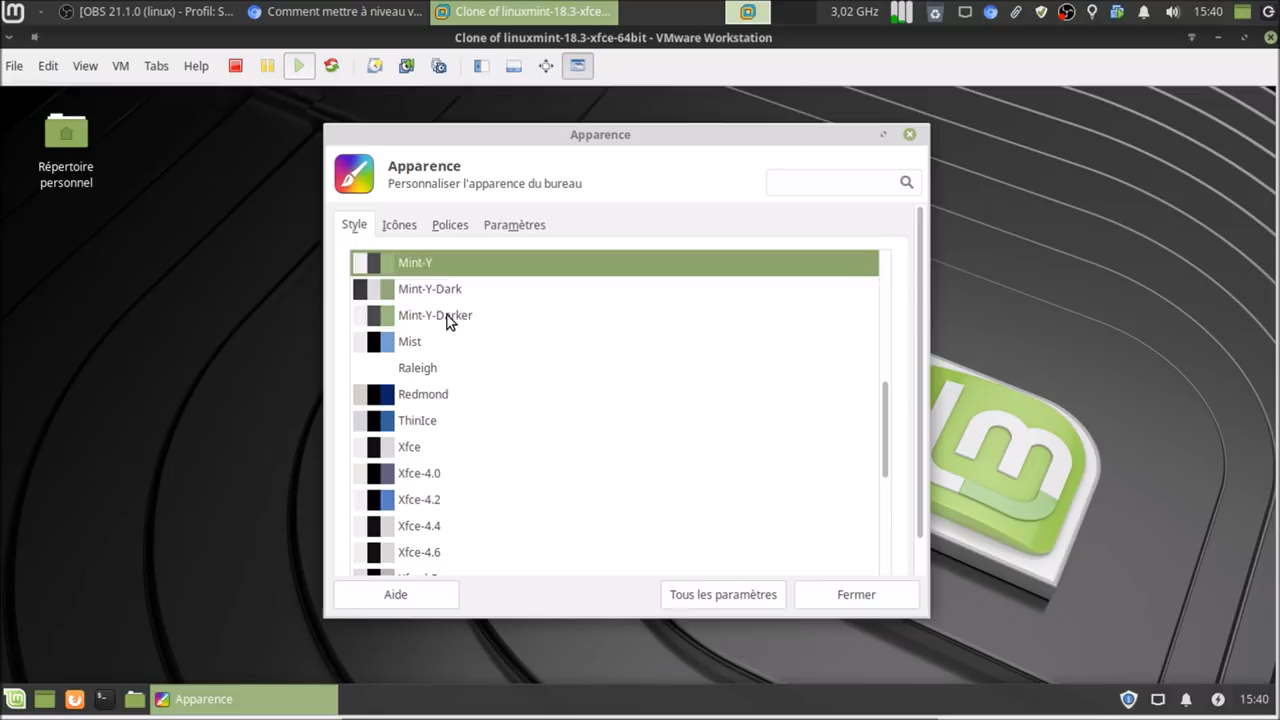 [OBS 21.1.0 (linux) - Profil: S...
Comment mettre à niveau v...
Clone of linuxmint-18.3-xfce...
3,02 GHz
15:40
Clone of linuxmint-18.3-xfce-64bit - VMware Workstation
File Edit View VM Tabs Help
Répertoire
personnel
Apparence
Apparence
Personnaliser l'apparence du bureau
Style Icônes Polices Paramètres
Mint-Y
Mint-Y-Dark
Mint-Y-Darker
Mist
Raleigh
Redmond
ThinIce
Xfce
Xfce-4.0
Xfce-4.2
Xfce-4.4
Xfce-4.6
Aide
Tous les paramètres
Fermer
Apparence
15:40